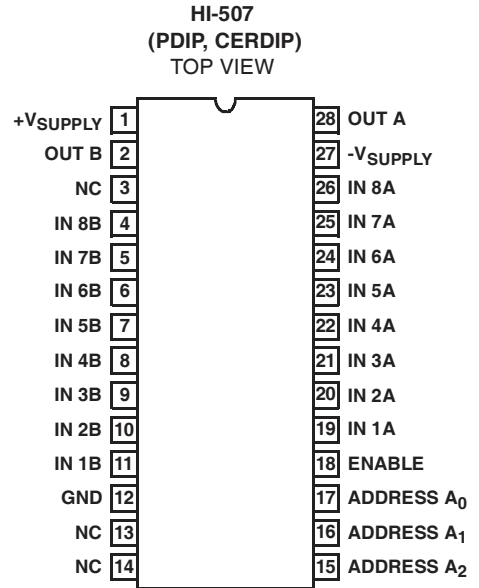 HI-507
(PDIP, CERDIP)
TOP VIEW
+VSUPPLY 1 28 OUT A
OUT B 2 27 -VSUPPLY
NC 3 26 IN 8A
IN 8B 4 25 IN 7A
IN 7B 5 24 IN 6A
IN 6B 6 23 IN 5A
IN 5B 7 22 IN 4A
IN 4B 8 21 IN 3A
IN 3B 9 20 IN 2A
IN 2B 10 19 IN 1A
IN 1B 11 18 ENABLE
GND 12 17 ADDRESS A0
NC 13 16 ADDRESS A1
NC 14 15 ADDRESS A2